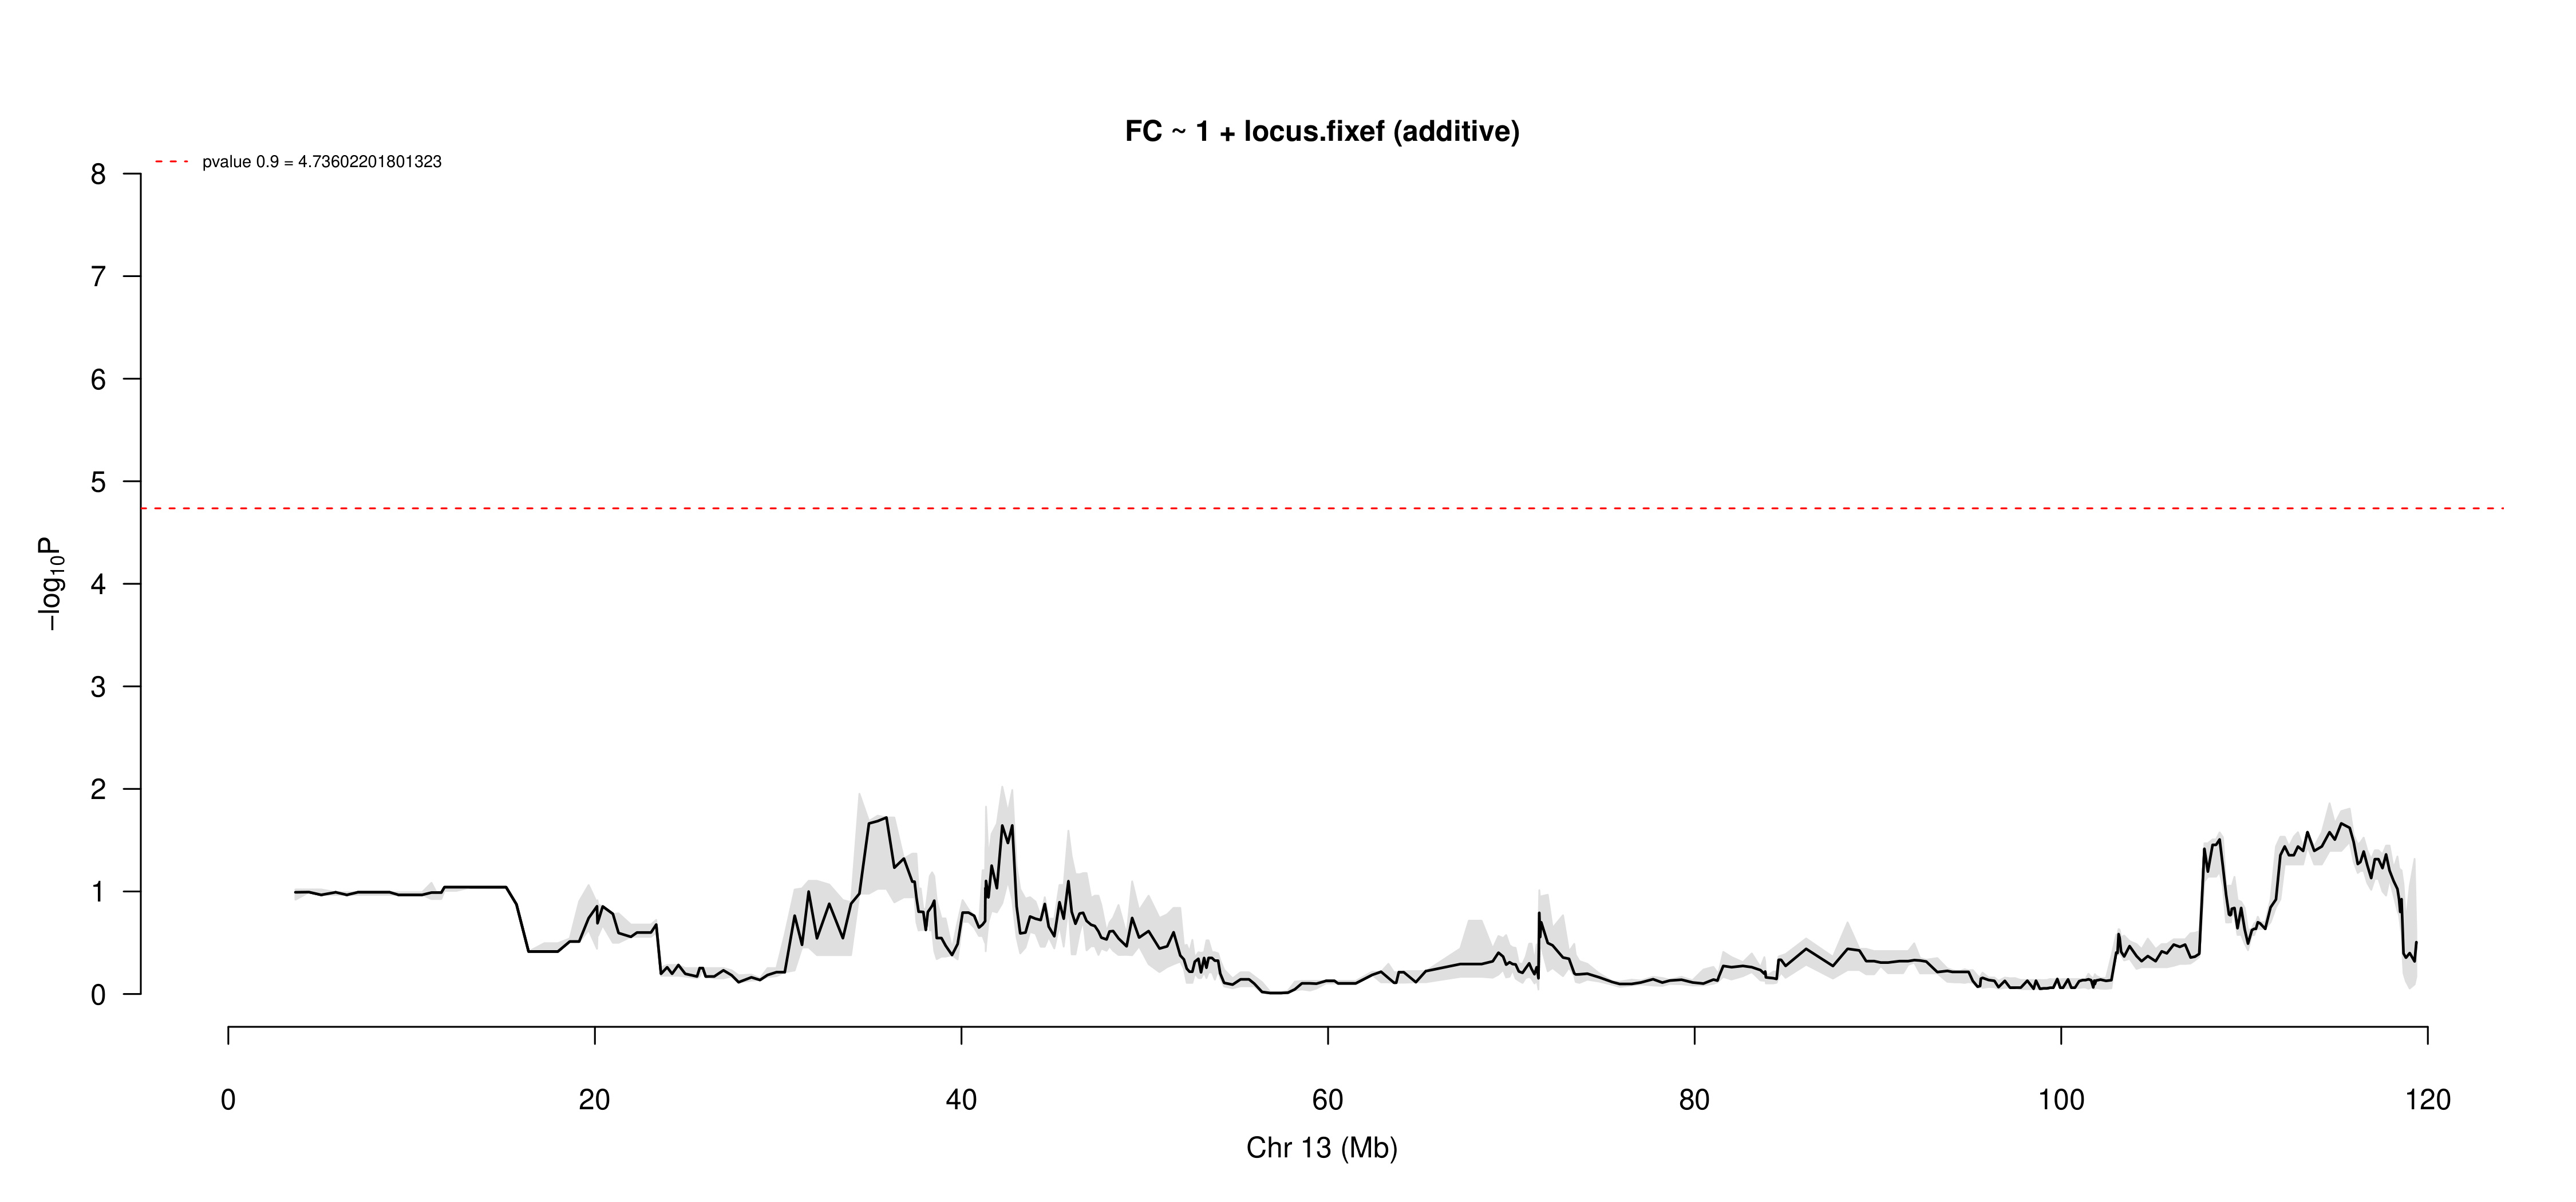 FC ~ 1 + locus.fixef (additive)
pvalue 0.9 = 4.73602201801323
8
7
6
5
4
3
2
1
0
−log10P
0 20 40 60 80 100 120
Chr 13 (Mb)